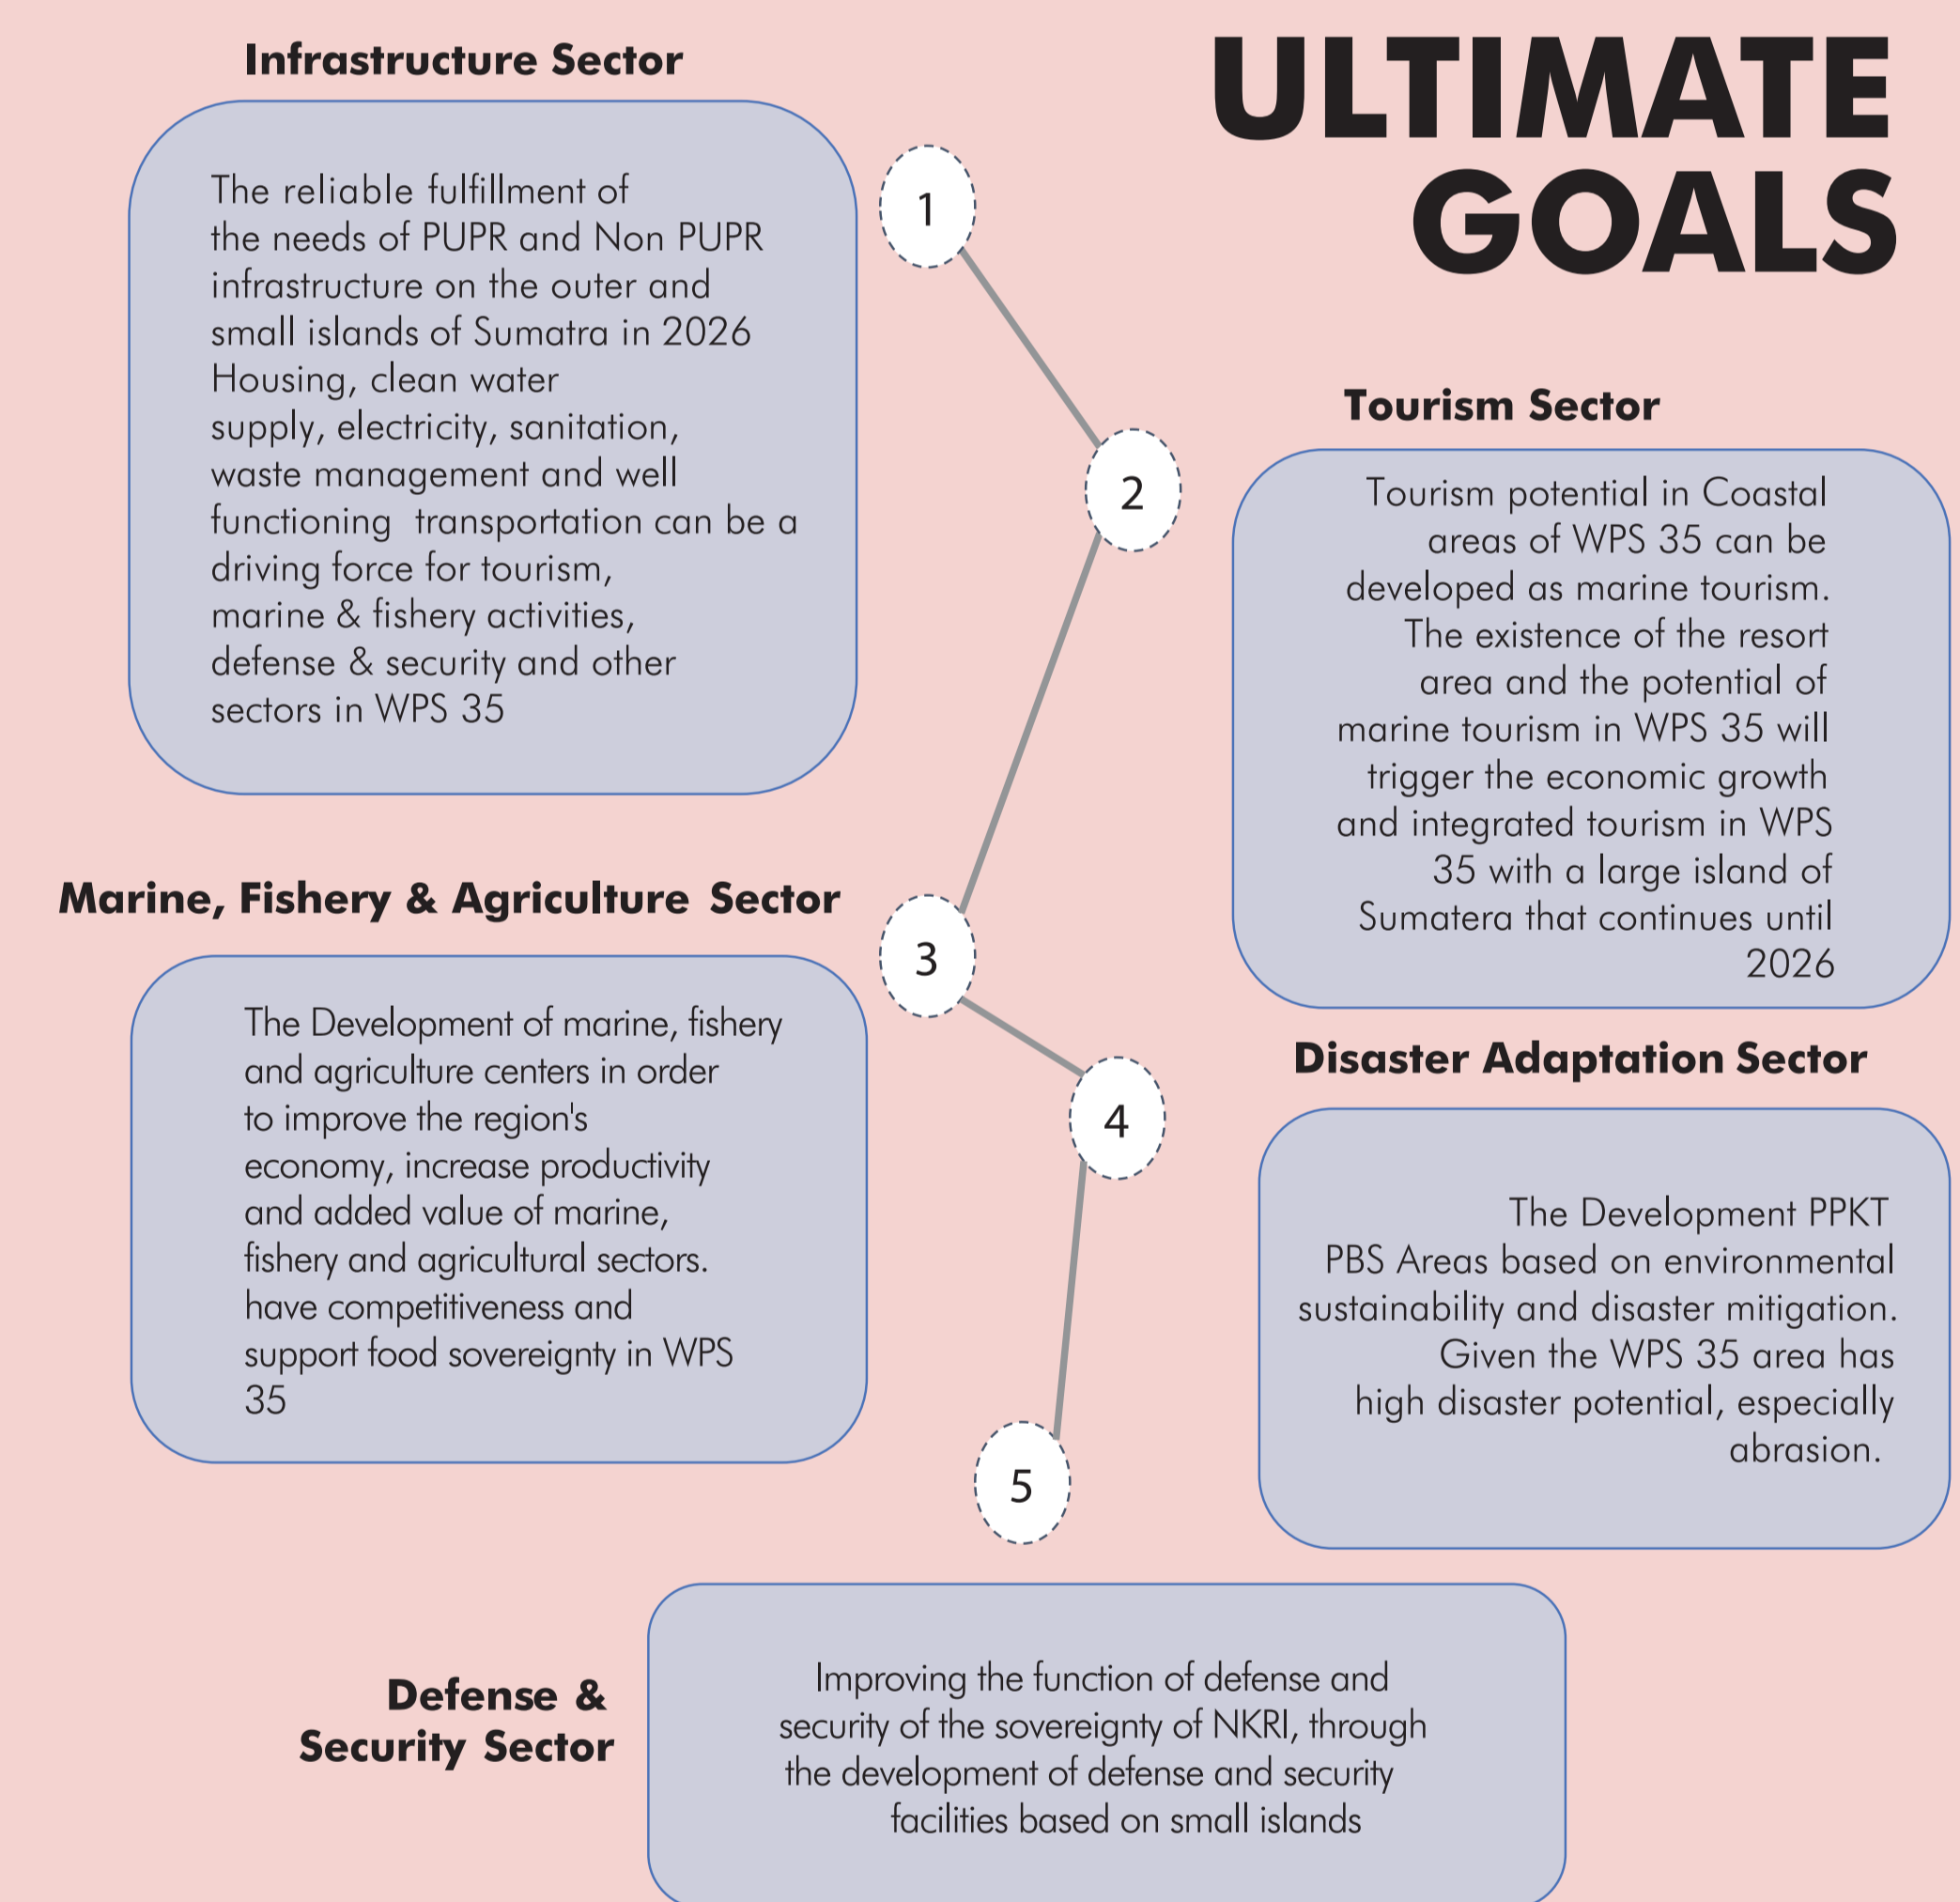 ULTIMATE
GOALS
Infrastructure Sector
The reliable fulfillment of
the needs of PUPR and Non PUPR
infrastructure on the outer and
small islands of Sumatra in 2026
Housing, clean water
supply, electricity, sanitation,
waste management and well
functioning transportation can be a
driving force for tourism,
marine & fishery activities,
defense & security and other
sectors in WPS 35
1
2
Tourism Sector
Tourism potential in Coastal
areas of WPS 35 can be
developed as marine tourism.
The existence of the resort
area and the potential of
marine tourism in WPS 35 will
trigger the economic growth
and integrated tourism in WPS
35 with a large island of
Sumatera that continues until
2026
Marine, Fishery & Agriculture Sector
3
The Development of marine, fishery
and agriculture centers in order
to improve the region's
economy, increase productivity
and added value of marine,
fishery and agricultural sectors.
have competitiveness and
support food sovereignty in WPS
35
4
Disaster Adaptation Sector
The Development PPKT
PBS Areas based on environmental
sustainability and disaster mitigation.
Given the WPS 35 area has
high disaster potential, especially
abrasion.
5
Defense &
Security Sector
Improving the function of defense and
security of the sovereignty of NKRI, through
the development of defense and security
facilities based on small islands